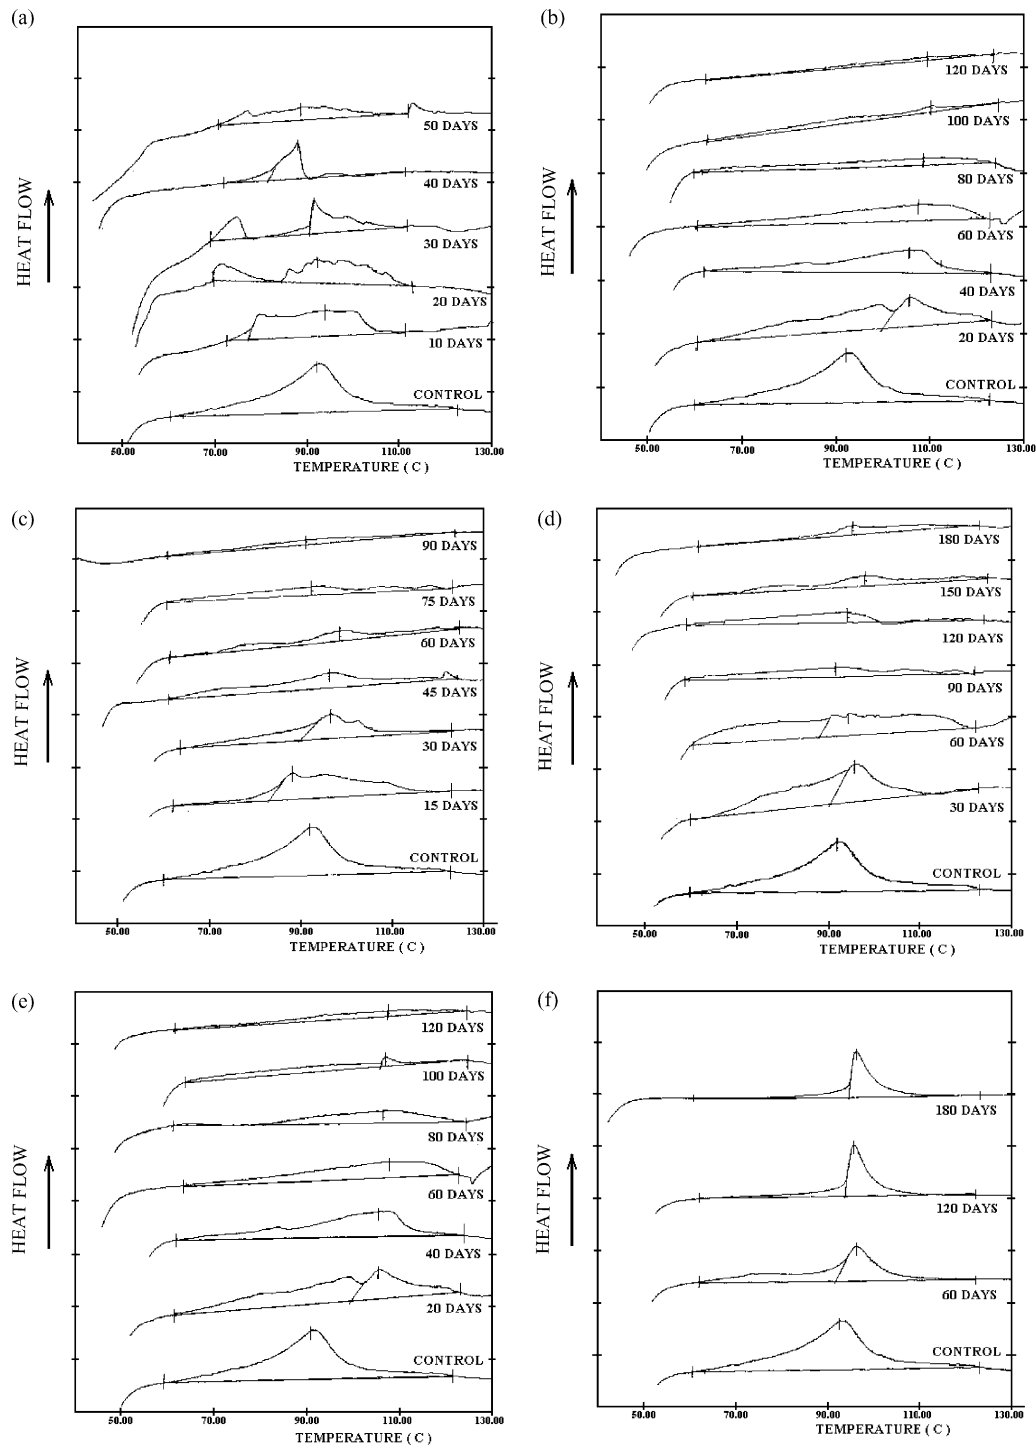 (a)
50 DAYS
40 DAYS
30 DAYS
20 DAYS
10 DAYS
CONTROL
HEAT FLOW
50.00 70.00 90.00 110.00 130.00
TEMPERATURE ( C )
(b)
120 DAYS
100 DAYS
80 DAYS
60 DAYS
40 DAYS
20 DAYS
CONTROL
HEAT FLOW
50.00 70.00 90.00 110.00 130.00
TEMPERATURE ( C )
(c)
90 DAYS
75 DAYS
60 DAYS
45 DAYS
30 DAYS
15 DAYS
CONTROL
HEAT FLOW
50.00 70.00 90.00 110.00 130.00
TEMPERATURE ( C )
(d)
180 DAYS
150 DAYS
120 DAYS
90 DAYS
60 DAYS
30 DAYS
CONTROL
HEAT FLOW
50.00 70.00 90.00 110.00 130.00
TEMPERATURE ( C )
(e)
120 DAYS
100 DAYS
80 DAYS
60 DAYS
40 DAYS
20 DAYS
CONTROL
HEAT FLOW
50.00 70.00 90.00 110.00 130.00
TEMPERATURE ( C )
(f)
180 DAYS
120 DAYS
60 DAYS
CONTROL
HEAT FLOW
50.00 70.00 90.00 110.00 130.00
TEMPERATURE ( C )